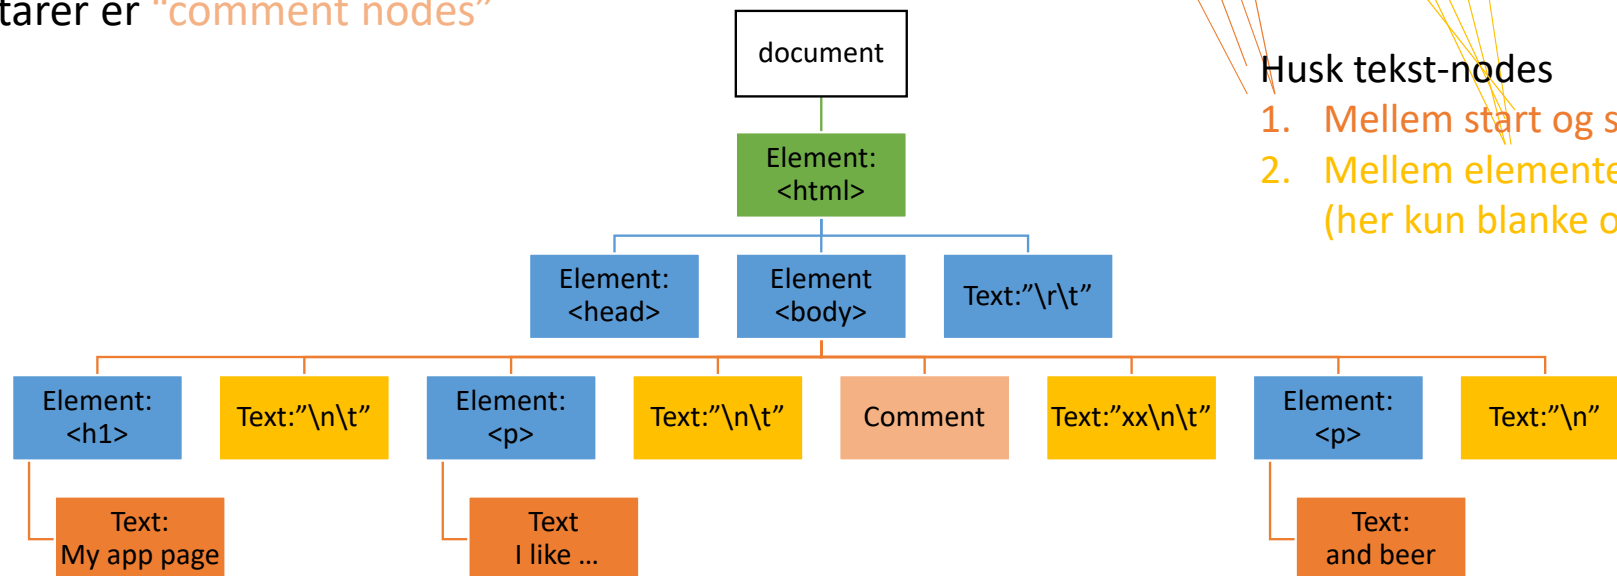 tarer er "comment nodes"
document
Husk tekst-nodes
1. Mellem start og s
2. Mellem elemente
(her kun blanke o
Element:
<html>
Element:
<head>
Element
<body>
Text:”\r\t”
Element:
<h1>
Text:”\n\t”
Element:
<p>
Text:”\n\t”
Comment
Text:”xx\n\t”
Element:
<p>
Text:”\n”
Text:
My app page
Text
I like ...
Text:
and beer